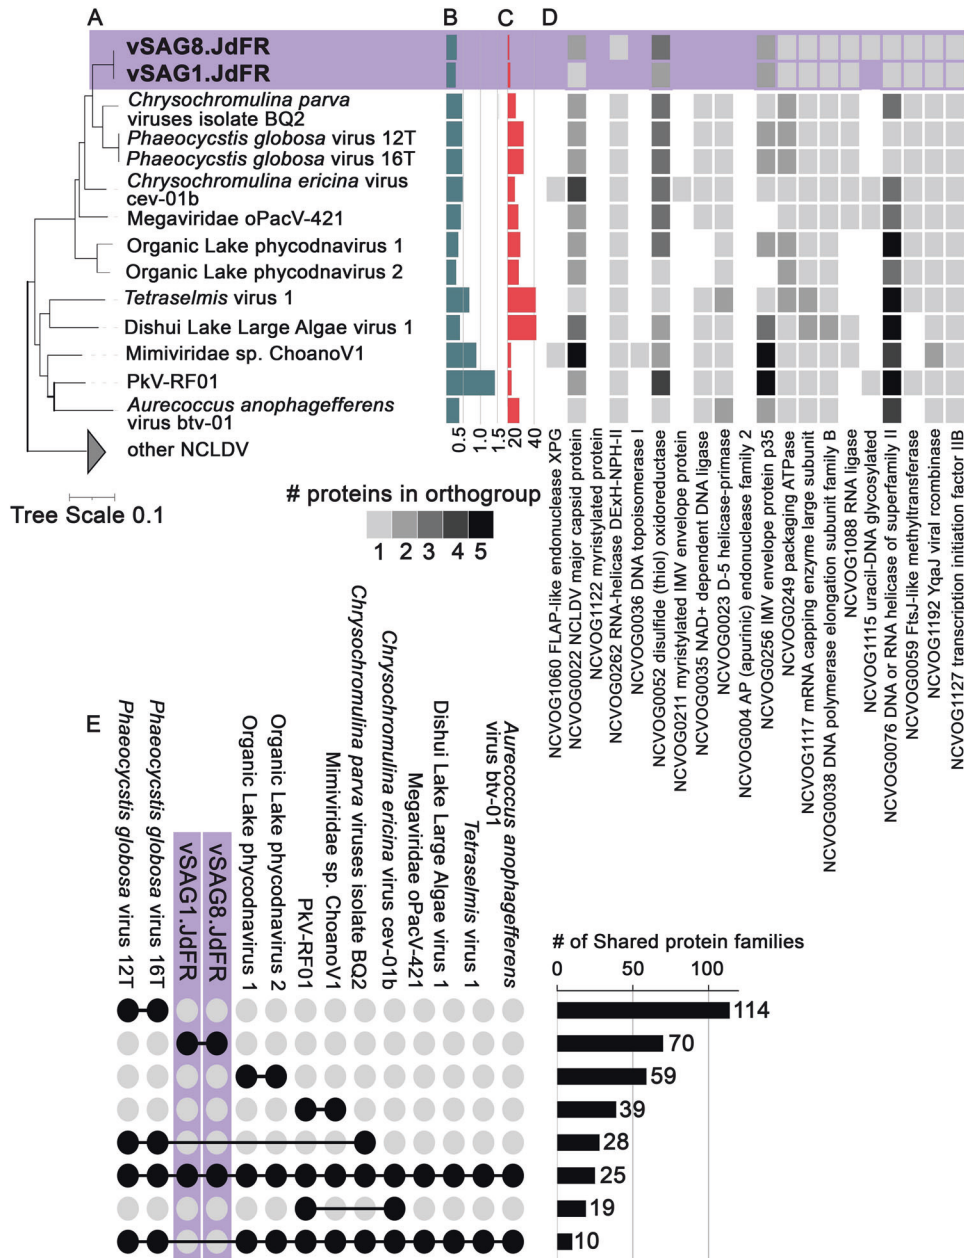 A
B
C
D
vSAG8.JdFR
vSAG1.JdFR
Chrysochromulina parva
viruses isolate BQ2
Phaeocycstis globosa virus 12T
Phaeocycstis globosa virus 16T
Chrysochromulina ericina virus
cev-01b
Megaviridae oPacV-421
Organic Lake phycodnavirus 1
Organic Lake phycodnavirus 2
Tetraselmis virus 1
Dishui Lake Large Algae virus 1
Mimiviridae sp. ChoanoV1
PkV-RF01
Aurecoccus anophagefferens
virus btv-01
other NCLDV
Tree Scale 0.1
0.5
1.0
1.5
20
40
# proteins in orthogroup
1 2 3 4 5
NCVOG1060 FLAP-like endonuclease XPG
NCVOG0022 NCLDV major capsid protein
NCVOG1122 myristylated protein
NCVOG0262 RNA-helicase DExH-NPH-II
NCVOG0036 DNA topoisomerase I
NCVOG0052 disulfide (thiol) oxidoreductase
NCVOG0211 myristylated IMV envelope protein
NCVOG0035 NAD+ dependent DNA ligase
NCVOG0023 D-5 helicase-primase
NCVOG004 AP (apurinic) endonuclease family 2
NCVOG0256 IMV envelope protein p35
NCVOG0249 packaging ATPase
NCVOG1117 mRNA capping enzyme large subunit
NCVOG0038 DNA polymerase elongation subunit family B
NCVOG1088 RNA ligase
NCVOG1115 uracil-DNA glycosylated
NCVOG0076 DNA or RNA helicase of superfamily II
NCVOG0059 FtsJ-like methyltransferase
NCVOG1192 YqaJ viral recombinase
NCVOG1127 transcription initiation factor IIB
E
Phaeocycstis globosa virus 12T
Phaeocycstis globosa virus 16T
vSAG1.JdFR
vSAG8.JdFR
Organic Lake phycodnavirus 1
Organic Lake phycodnavirus 2
PkV-RF01
Mimiviridae sp. ChoanoV1
Chrysochromulina parva viruses isolate BQ2
Chrysochromulina ericina virus cev-01b
Megaviridae oPacV-421
Dishui Lake Large Algae virus 1
Tetraselmis virus 1
Aurecoccus anophagefferens
virus btv-01
# of Shared protein families
0 50 100
114
70
59
39
28
25
19
10